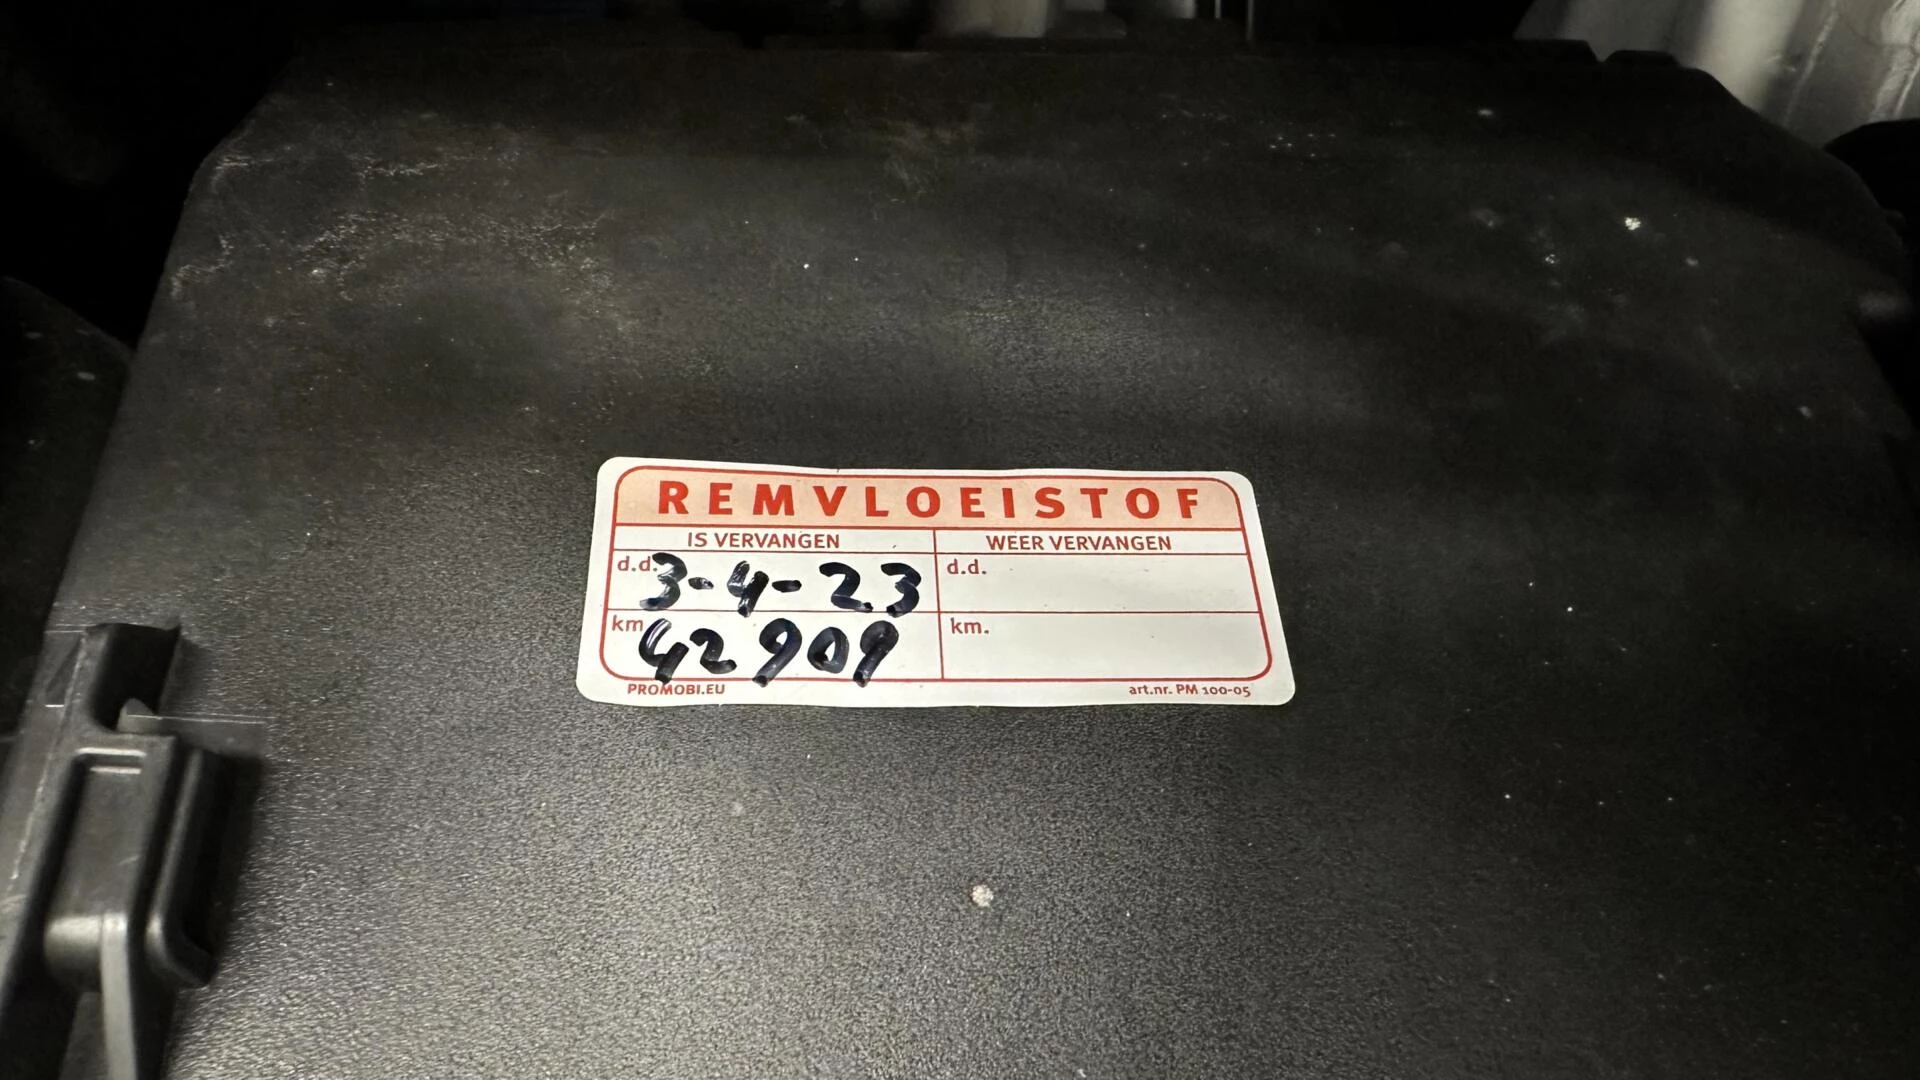 REMVLOEISTOF
IS VERVANGEN WEER VERVANGEN
d.d. 3-4-23 d.d.
km 42909 km.
PROMOBI.EU art.nr. PM 100-05